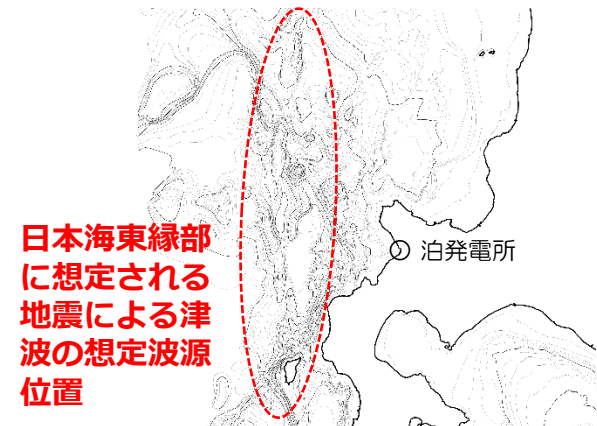 日本海東縁部
に想定される
地震による津
波の想定波源
位置
泊発電所